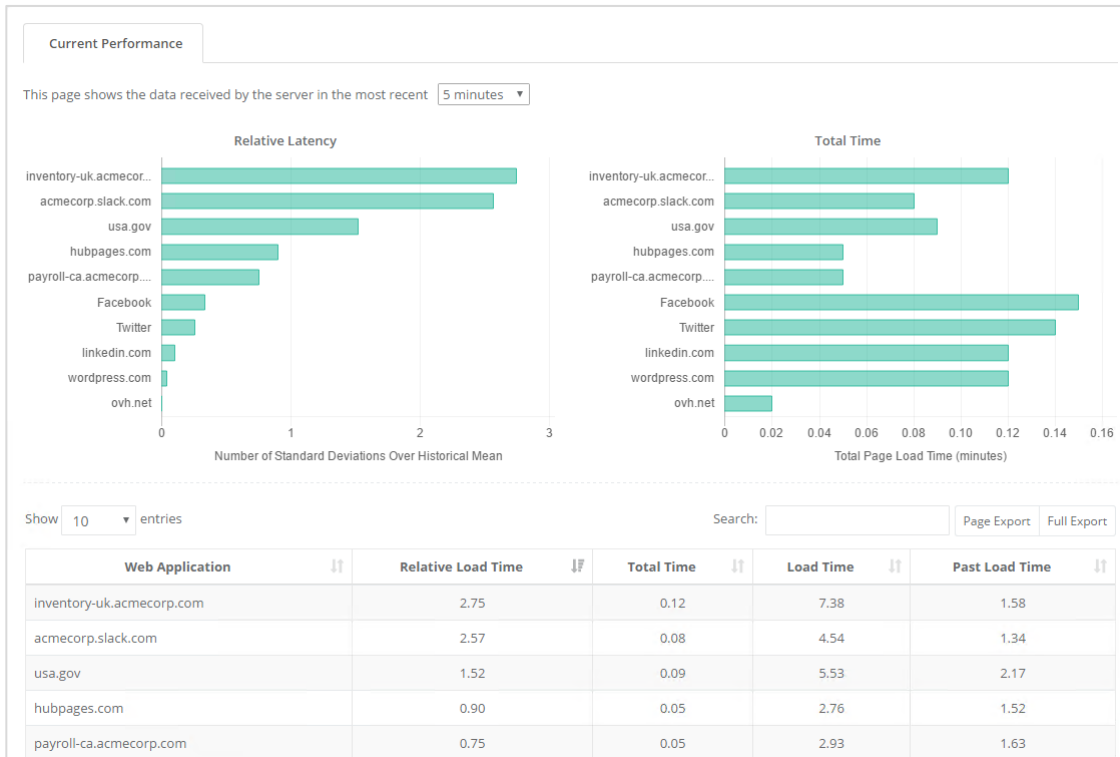 Current Performance
This page shows the data received by the server in the most recent 5 minutes
Relative Latency
inventory-uk.acmecor...
acmecorp.slack.com
usa.gov
hubpages.com
payroll-ca.acmecorp....
Facebook
Twitter
linkedin.com
wordpress.com
ovh.net
0 1 2 3
Number of Standard Deviations Over Historical Mean
Total Time
inventory-uk.acmecor...
acmecorp.slack.com
usa.gov
hubpages.com
payroll-ca.acmecorp....
Facebook
Twitter
linkedin.com
wordpress.com
ovh.net
0 0.02 0.04 0.06 0.08 0.10 0.12 0.14 0.16
Total Page Load Time (minutes)
Show 10 entries Search: Page Export Full Export
Web Application Relative Load Time Total Time Load Time Past Load Time
inventory-uk.acmecorp.com 2.75 0.12 7.38 1.58
acmecorp.slack.com 2.57 0.08 4.54 1.34
usa.gov 1.52 0.09 5.53 2.17
hubpages.com 0.90 0.05 2.76 1.52
payroll-ca.acmecorp.com 0.75 0.05 2.93 1.63